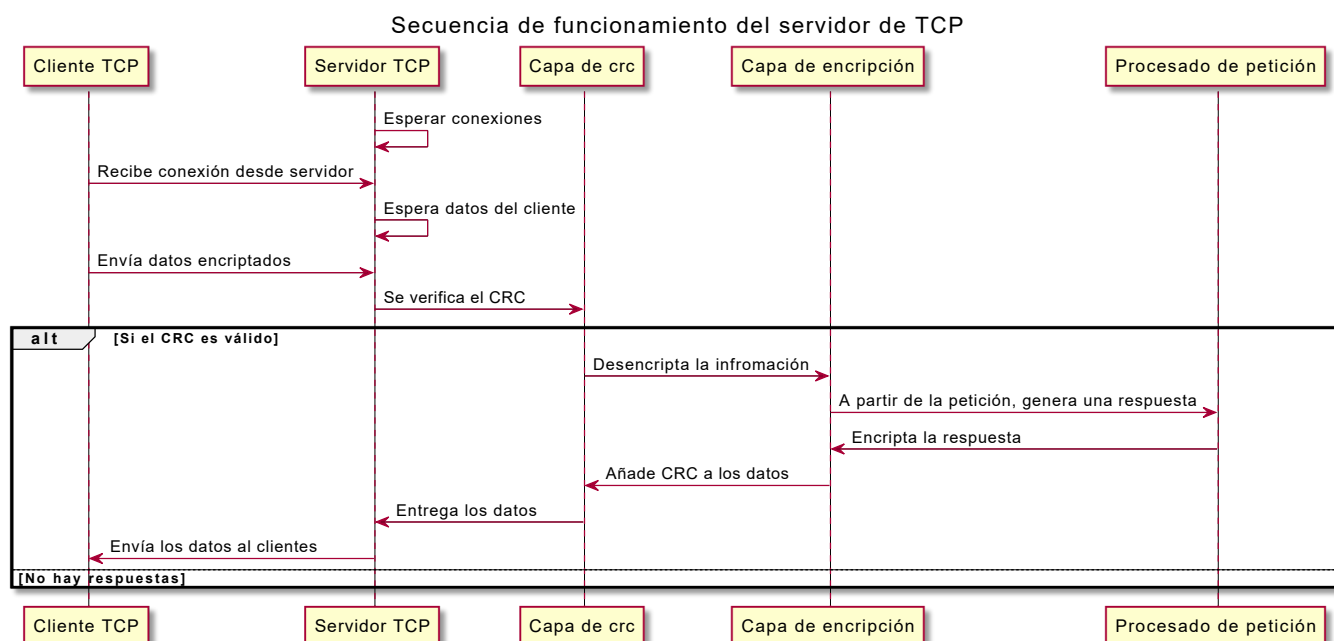 Secuencia de funcionamiento del servidor de TCP
Cliente TCP
Servidor TCP
Capa de crc
Capa de encripción
Procesado de petición
Esperar conexiones
Recibe conexión desde servidor
Espera datos del cliente
Envía datos encriptados
Se verifica el CRC
alt
[Si el CRC es válido]
Desencripta la infromación
A partir de la petición, genera una respuesta
Encripta la respuesta
Añade CRC a los datos
Entrega los datos
Envía los datos al clientes
[No hay respuestas]
Cliente TCP
Servidor TCP
Capa de crc
Capa de encripción
Procesado de petición